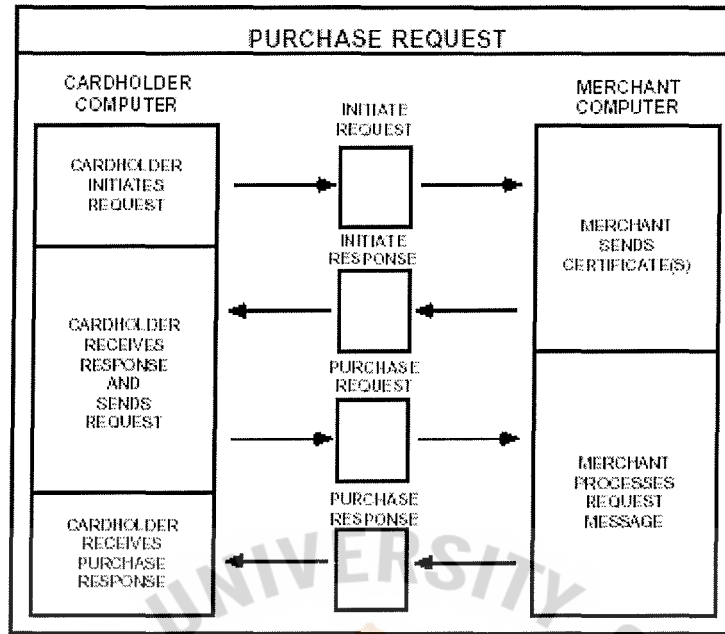 PURCHASE REQUEST
CARDHOLDER
COMPUTER
MERCHANT
COMPUTER
INITIATE
REQUEST
CARDHOLDER
INITIATES
REQUEST
INITIATE
RESPONSE
MERCHANT
SENDS
CERTIFICATE(S)
CARDHOLDER
RECEIVES
RESPONSE
AND
SENDS
REQUEST
PURCHASE
REQUEST
MERCHANT
PROCESSES
REQUEST
MESSAGE
PURCHASE
RESPONSE
CARDHOLDER
RECEIVES
PURCHASE
RESPONSE
UNIVERSITY